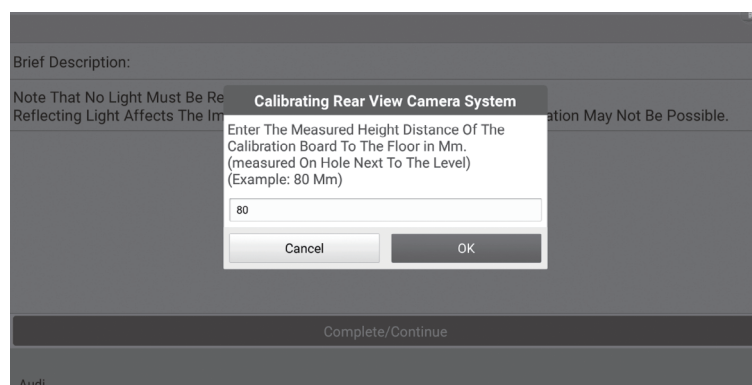 Brief Description:
Note That No Light Must Be Re
Calibrating Rear View Camera System
Reflecting Light Affects The Im
ation May Not Be Possible.
Enter The Measured Height Distance Of The
Calibration Board To The Floor in Mm.
(measured On Hole Next To The Level)
(Example: 80 Mm)
80
Cancel
OK
Complete/Continue
Audi